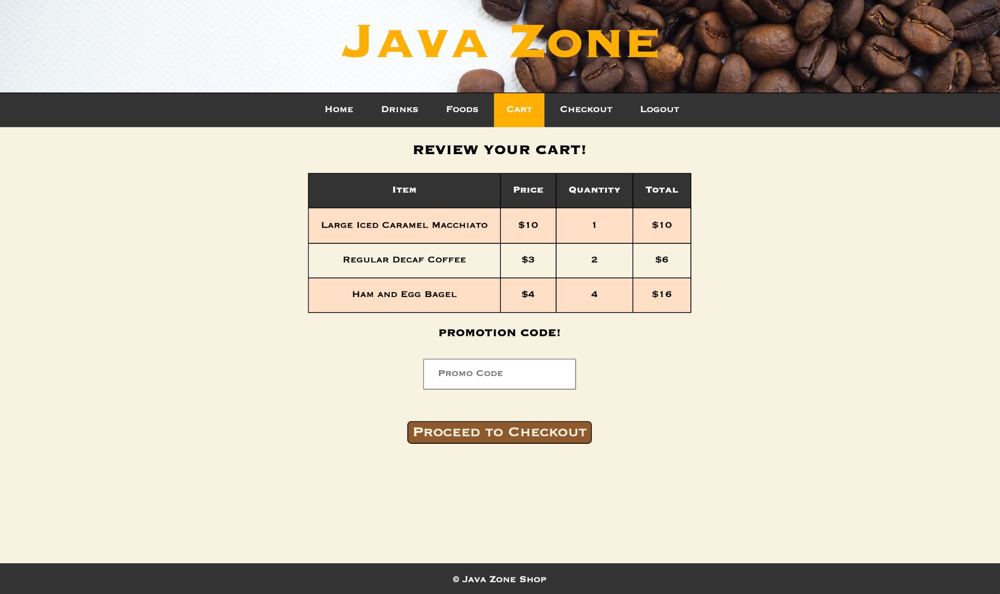 Java Zone
Home Drinks Foods Cart Checkout Logout
REVIEW YOUR CART!
Item Price Quantity Total
Large Iced Caramel Macchiato $10 1 $10
Regular Decaf Coffee $3 2 $6
Ham and Egg Bagel $4 4 $16
PROMOTION CODE!
Promo Code
Proceed to Checkout
© Java Zone Shop